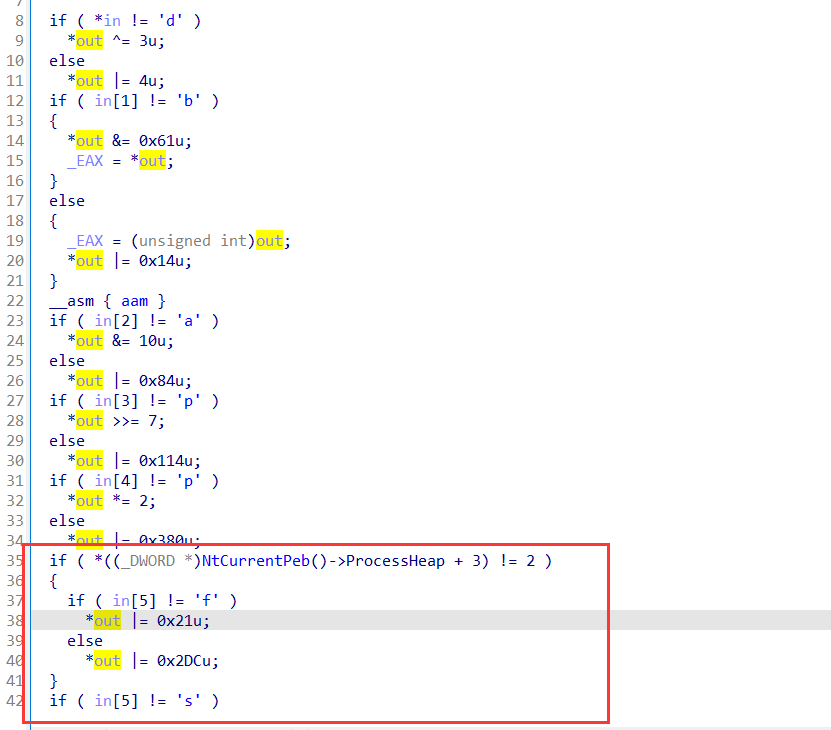 8 if ( *in != 'd' )
9 *out ^= 3u;
10 else
11 *out |= 4u;
12 if ( in[1] != 'b' )
13 {
14 *out &= 0x61u;
15 _EAX = *out;
16 }
17 else
18 {
19 _EAX = (unsigned int)out;
20 *out |= 0x14u;
21 }
22 __asm { aam }
23 if ( in[2] != 'a' )
24 *out &= 10u;
25 else
26 *out |= 0x84u;
27 if ( in[3] != 'p' )
28 *out >>= 7;
29 else
30 *out |= 0x114u;
31 if ( in[4] != 'p' )
32 *out *= 2;
33 else
34 *out |= 0x380u;
35 if ( *((_DWORD *)NtCurrentPeb()->ProcessHeap + 3) != 2 )
36 {
37 if ( in[5] != 'f' )
38 *out |= 0x21u;
39 else
40 *out |= 0x2DCu;
41 }
42 if ( in[5] != 's' )